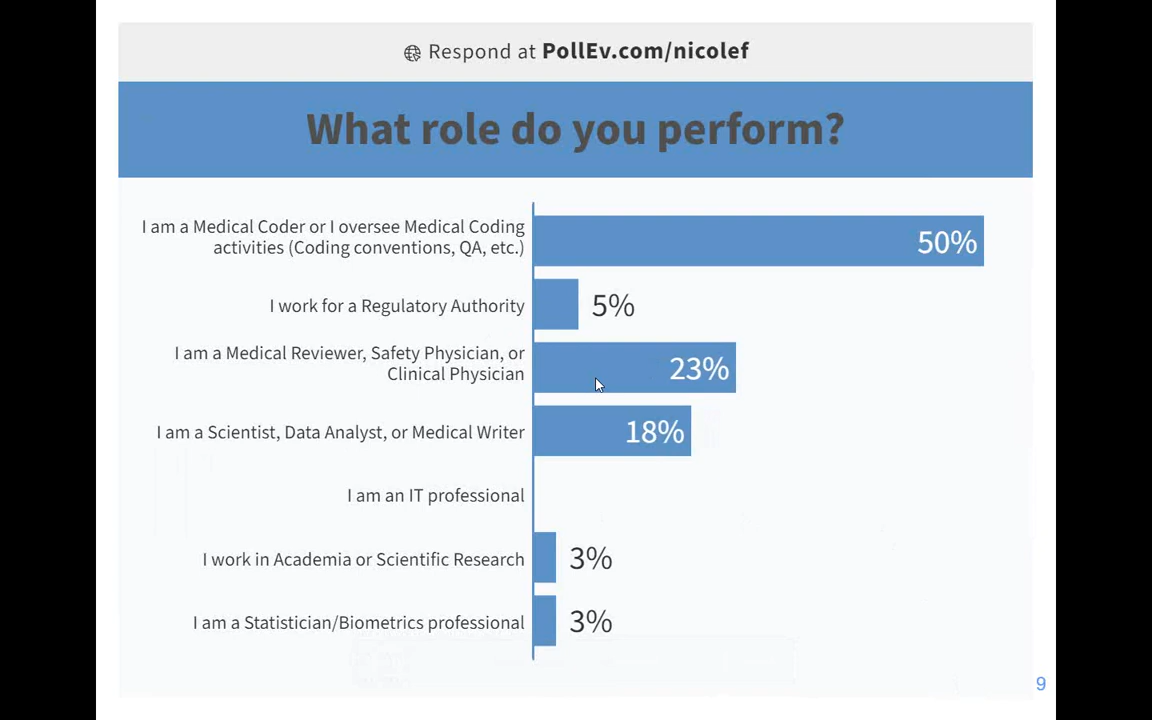 Respond at PollEv.com/nicolef
What role do you perform?
I am a Medical Coder or I oversee Medical Coding
activities (Coding conventions, QA, etc.)
50%
I work for a Regulatory Authority
5%
I am a Medical Reviewer, Safety Physician, or
Clinical Physician
23%
I am a Scientist, Data Analyst, or Medical Writer
18%
I am an IT professional
I work in Academia or Scientific Research
3%
I am a Statistician/Biometrics professional
3%
9